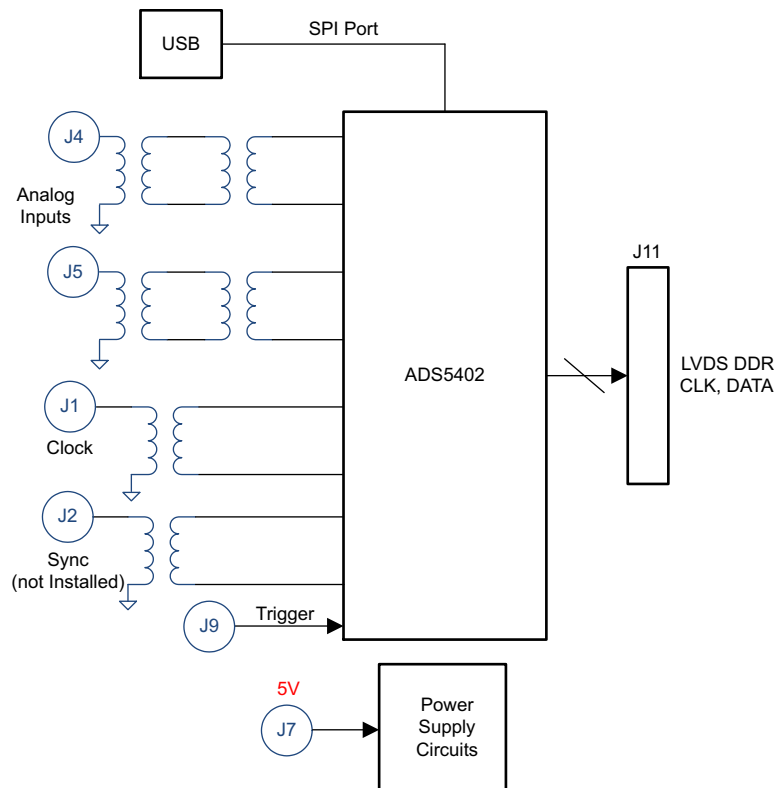 USB
SPI Port
J4
Analog
Inputs
J5
J1
Clock
J2
Sync
(not Installed)
J9
Trigger
ADS5402
J11
LVDS DDR
CLK, DATA
5V
J7
Power
Supply
Circuits